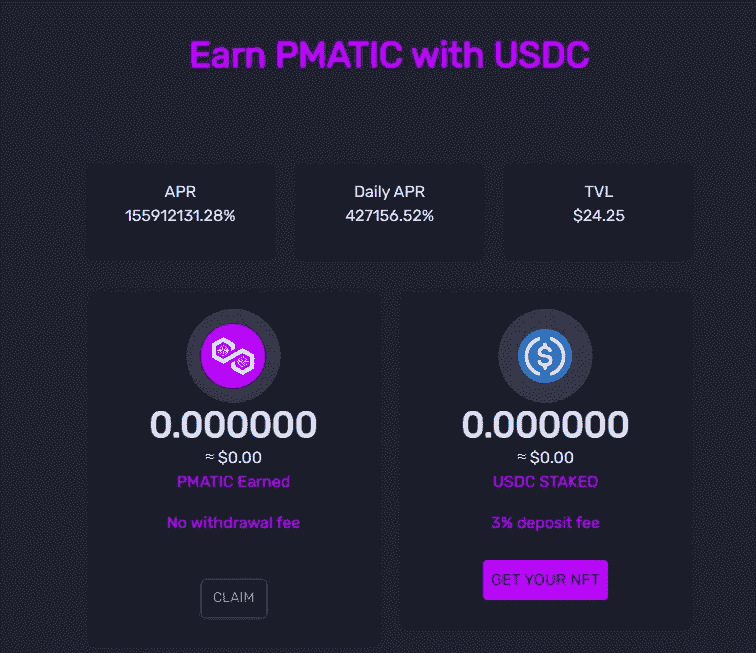 Earn PMATIC with USDC
APR
155912131.28%
Daily APR
427156.52%
TVL
$24.25
0.000000
≈ $0.00
PMATIC Earned
No withdrawal fee
CLAIM
0.000000
≈ $0.00
USDC STAKED
3% deposit fee
GET YOUR NFT